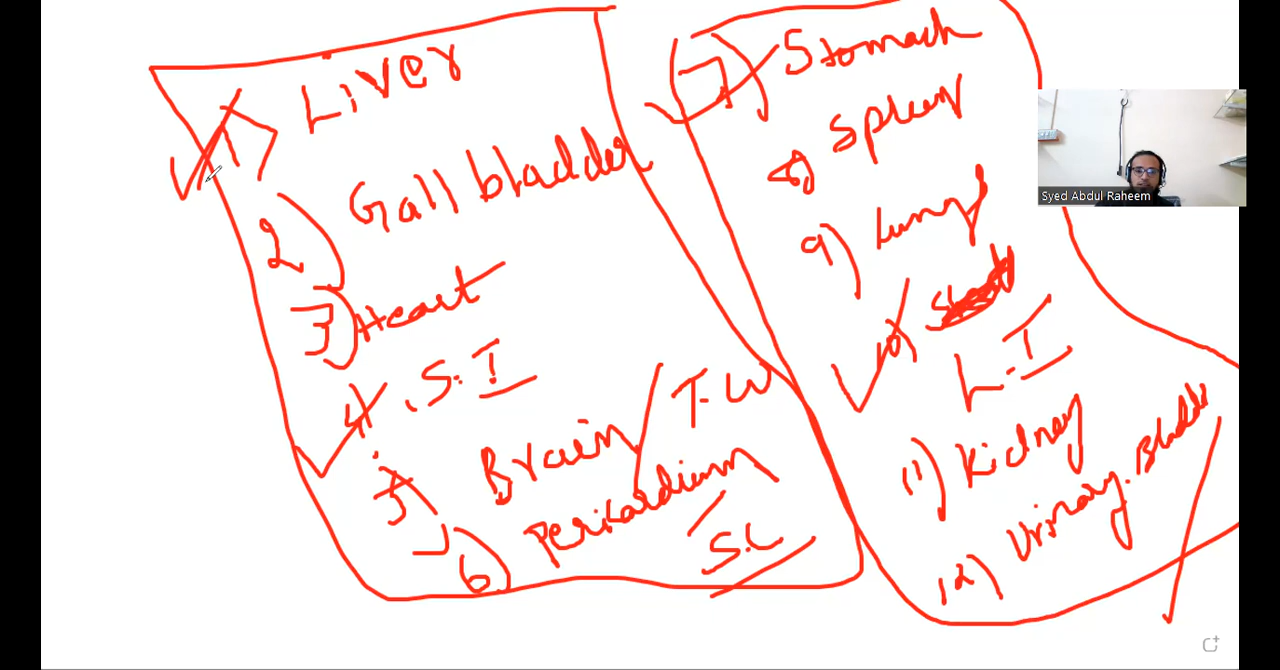 1) Liver
2) Gall bladder
3) Heart
4) S.I
5) Brain / T.W
6) Pericardium
S.C
7) Stomach
8) Spleen
9) Lungs
10)
L.I
11) Kidney
12) Urinary. Bladder
Syed Abdul Raheem